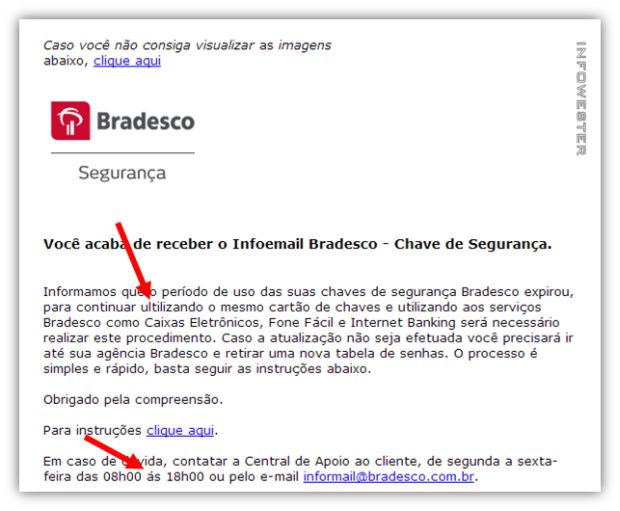 Caso você não consiga visualizar as imagens
abaixo, clique aqui
INFOWESTER
Bradesco
Segurança
Você acaba de receber o Infoemail Bradesco - Chave de Segurança.
Informamos que o período de uso das suas chaves de segurança Bradesco expirou,
para continuar ultilizando o mesmo cartão de chaves e utilizando aos serviços
Bradesco como Caixas Eletrônicos, Fone Fácil e Internet Banking será necessário
realizar este procedimento. Caso a atualização não seja efetuada você precisará ir
até sua agência Bradesco e retirar uma nova tabela de senhas. O processo é
simples e rápido, basta seguir as instruções abaixo.
Obrigado pela compreensão.
Para instruções clique aqui.
Em caso de dúvida, contatar a Central de Apoio ao cliente, de segunda a sexta-
feira das 08h00 ás 18h00 ou pelo e-mail informail@bradesco.com.br.